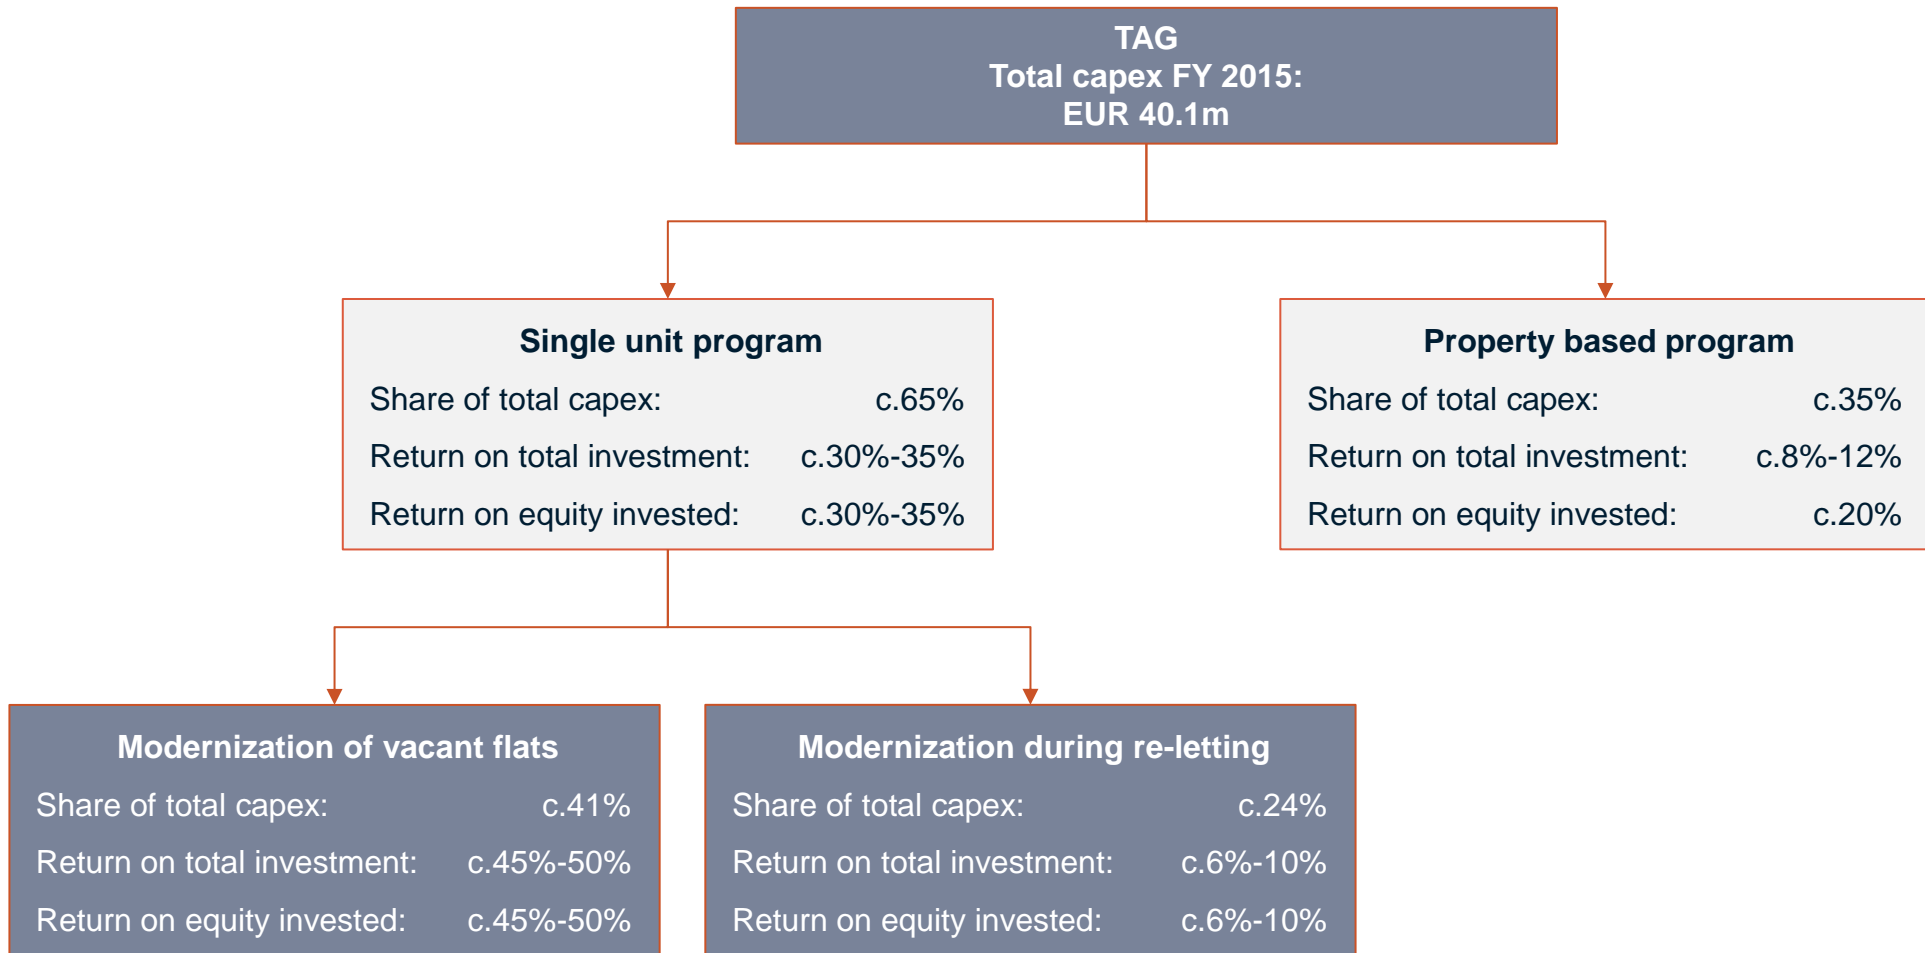 TAG
Total capex FY 2015:
EUR 40.1m
Single unit program
Share of total capex: c.65%
Return on total investment: c.30%-35%
Return on equity invested: c.30%-35%
Property based program
Share of total capex: c.35%
Return on total investment: c.8%-12%
Return on equity invested: c.20%
Modernization of vacant flats
Share of total capex: c.41%
Return on total investment: c.45%-50%
Return on equity invested: c.45%-50%
Modernization during re-letting
Share of total capex: c.24%
Return on total investment: c.6%-10%
Return on equity invested: c.6%-10%